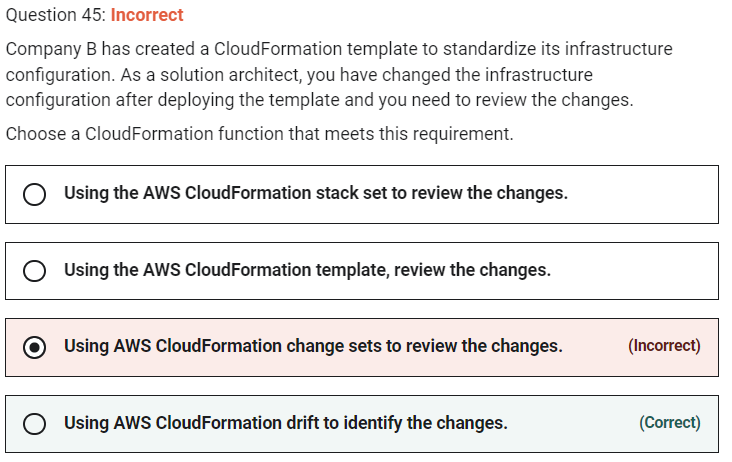 Question 45: Incorrect
Company B has created a CloudFormation template to standardize its infrastructure
configuration. As a solution architect, you have changed the infrastructure
configuration after deploying the template and you need to review the changes.
Choose a CloudFormation function that meets this requirement.
Using the AWS CloudFormation stack set to review the changes.
Using the AWS CloudFormation template, review the changes.
Using AWS CloudFormation change sets to review the changes. (Incorrect)
Using AWS CloudFormation drift to identify the changes. (Correct)